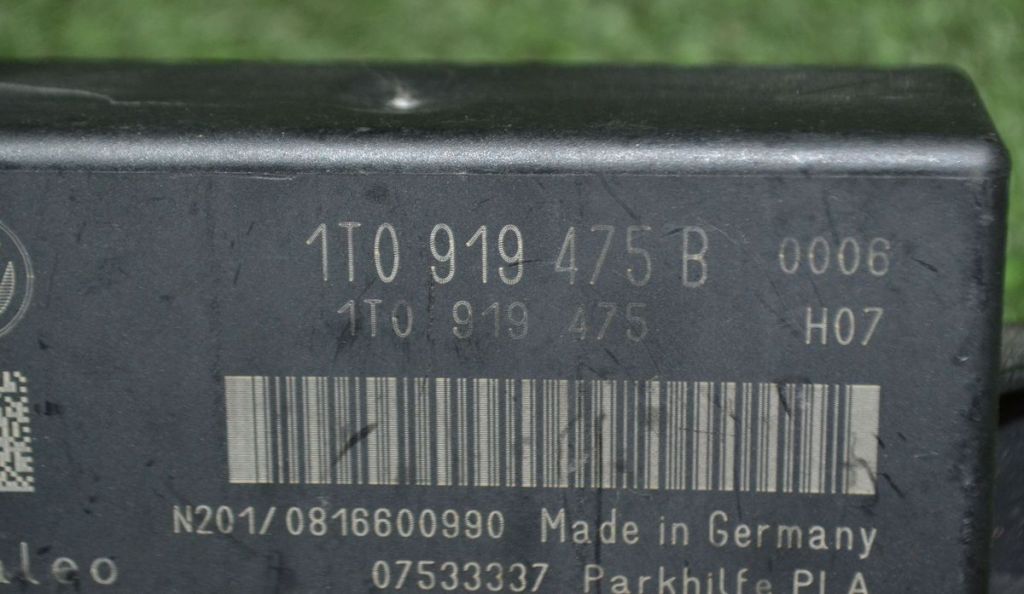 1T0 919 475 B 0006
1T0 919 475 H07
N201/0816600990 Made in Germany
aleo
07533337 Parkhilfe PLA